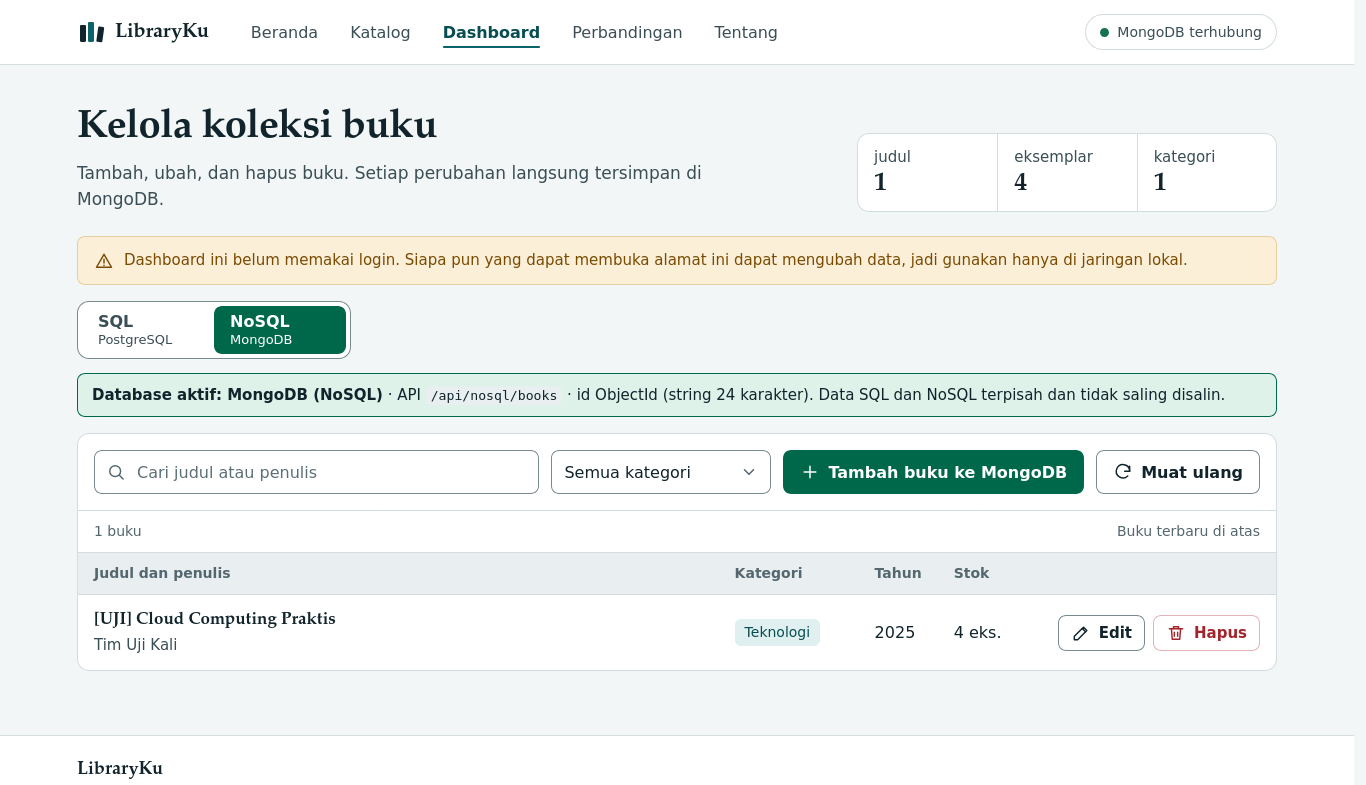 LibraryKu
Beranda
Katalog
Dashboard
Perbandingan
Tentang
MongoDB terhubung
Kelola koleksi buku
Tambah, ubah, dan hapus buku. Setiap perubahan langsung tersimpan di
MongoDB.
judul
1
eksemplar
4
kategori
1
Dashboard ini belum memakai login. Siapa pun yang dapat membuka alamat ini dapat mengubah data, jadi gunakan hanya di jaringan lokal.
SQL
PostgreSQL
NoSQL
MongoDB
Database aktif: MongoDB (NoSQL) · API /api/nosql/books · id ObjectId (string 24 karakter). Data SQL dan NoSQL terpisah dan tidak saling disalin.
Cari judul atau penulis
Semua kategori
Tambah buku ke MongoDB
Muat ulang
1 buku
Buku terbaru di atas
Judul dan penulis
Kategori
Tahun
Stok
[UJI] Cloud Computing Praktis
Tim Uji Kali
Teknologi
2025
4 eks.
Edit
Hapus
LibraryKu